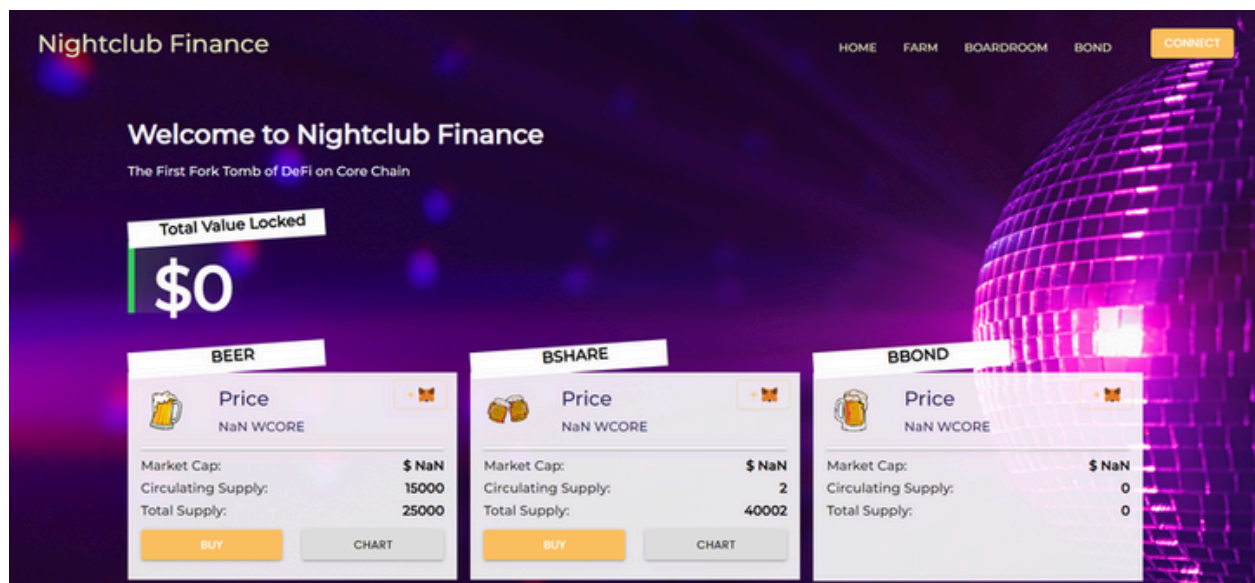 Nightclub Finance
HOME FARM BOARDROOM BOND CONNECT
Welcome to Nightclub Finance
The First Fork Tomb of DeFi on Core Chain
Total Value Locked
$0
BEER
Price
NaN WCORE
Market Cap: $ NaN
Circulating Supply: 15000
Total Supply: 25000
BUY CHART
BSHARE
Price
NaN WCORE
Market Cap: $ NaN
Circulating Supply: 2
Total Supply: 40002
BUY CHART
BBOND
Price
NaN WCORE
Market Cap: $ NaN
Circulating Supply: 0
Total Supply: 0